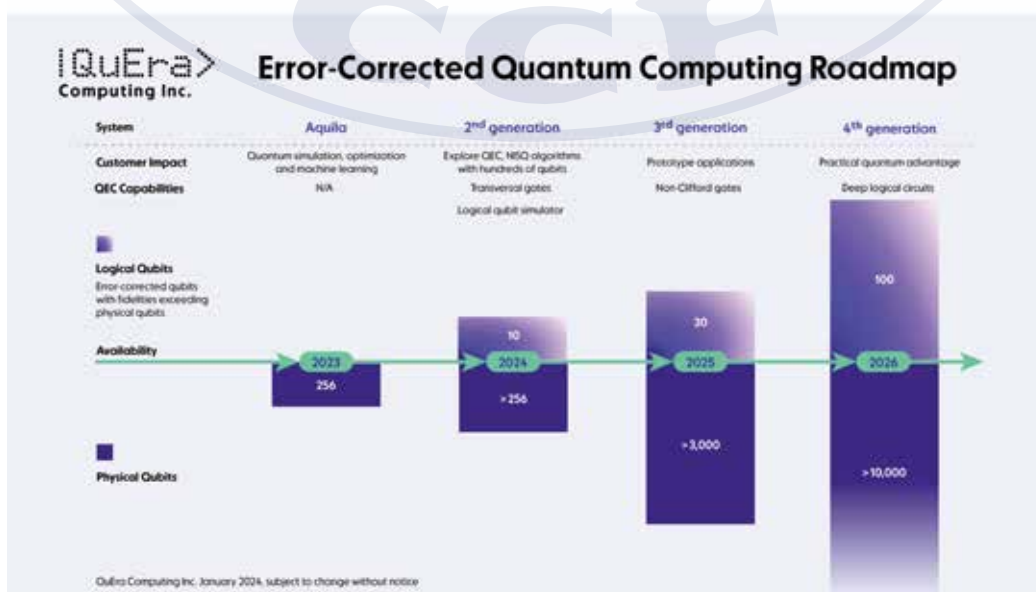 |QuEra>
Computing Inc.
Error-Corrected Quantum Computing Roadmap
System
Aquila
2nd generation
3rd generation
4th generation
Customer Impact
Quantum simulation, optimization
and machine learning
Explore QEC, NISQ algorithms
with hundreds of qubits
Prototype applications
Practical quantum advantage
QEC Capabilities
N/A
Transversal gates
Non-Clifford gates
Deep logical circuits
Logical qubit simulator
Logical Qubits
Error-corrected qubits
with fidelities exceeding
physical qubits
10
30
100
Availability
2023
2024
2025
2026
256
>256
>3,000
>10,000
Physical Qubits
QuEra Computing Inc. January 2024, subject to change without notice
CCF